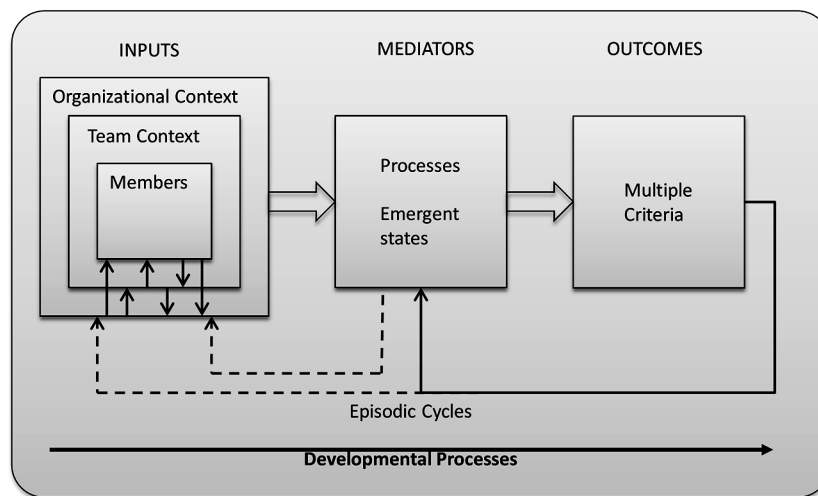 INPUTS
MEDIATORS
OUTCOMES
Organizational Context
Team Context
Members
Processes
Emergent
states
Multiple
Criteria
Episodic Cycles
Developmental Processes